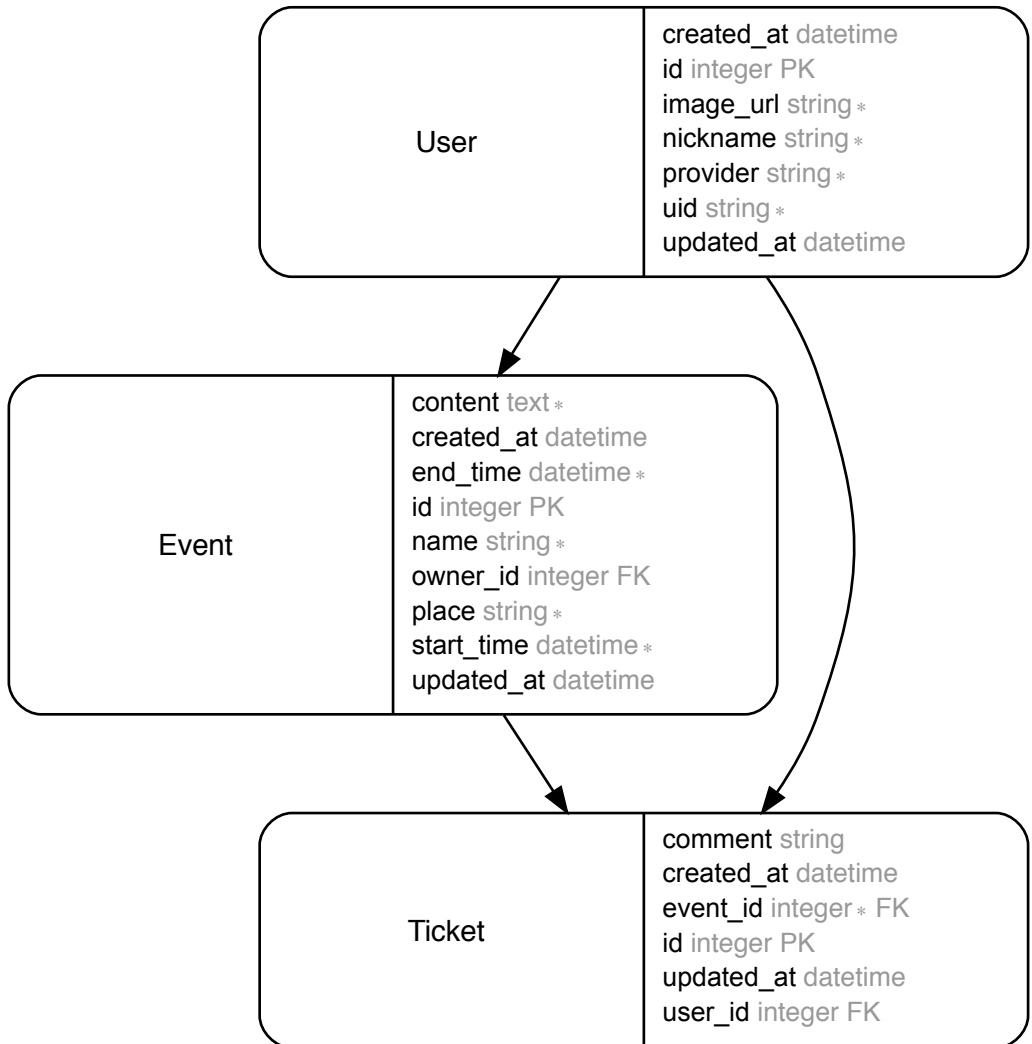 User
created_at datetime
id integer PK
image_url string *
nickname string *
provider string *
uid string *
updated_at datetime
Event
content text *
created_at datetime
end_time datetime *
id integer PK
name string *
owner_id integer FK
place string *
start_time datetime *
updated_at datetime
Ticket
comment string
created_at datetime
event_id integer * FK
id integer PK
updated_at datetime
user_id integer FK